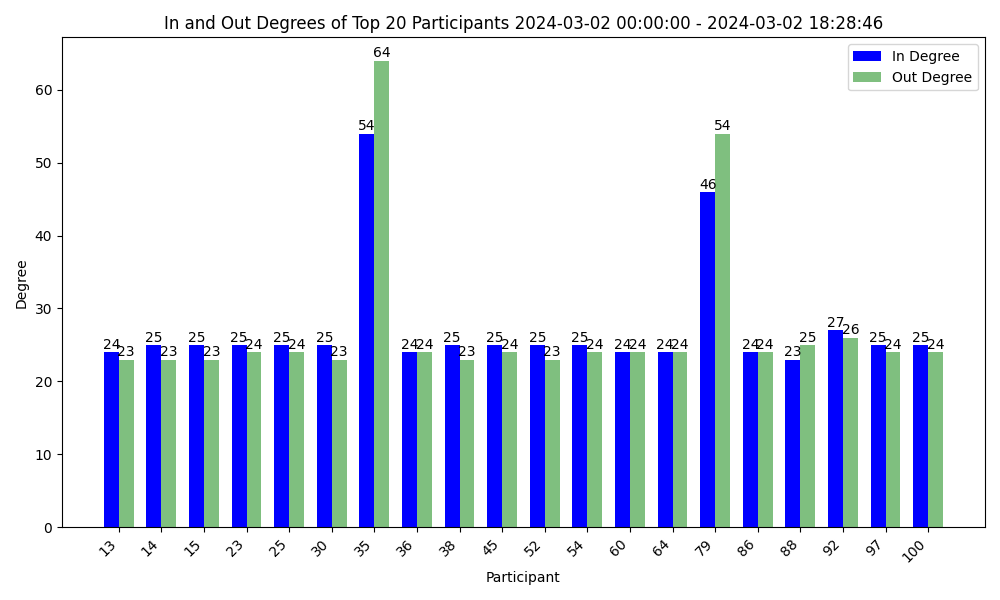 In and Out Degrees of Top 20 Participants 2024-03-02 00:00:00 - 2024-03-02 18:28:46
In Degree
Out Degree
Degree
60
50
40
30
20
10
0
24 23 25 23 25 23 25 24 25 24 25 23 54 64 24 24 25 23 25 24 25 23 25 24 24 24 24 24 46 54 24 24 23 25 27 26 25 24 25 24
13 14 15 23 25 30 35 36 38 45 52 54 60 64 79 86 88 92 97 100
Participant